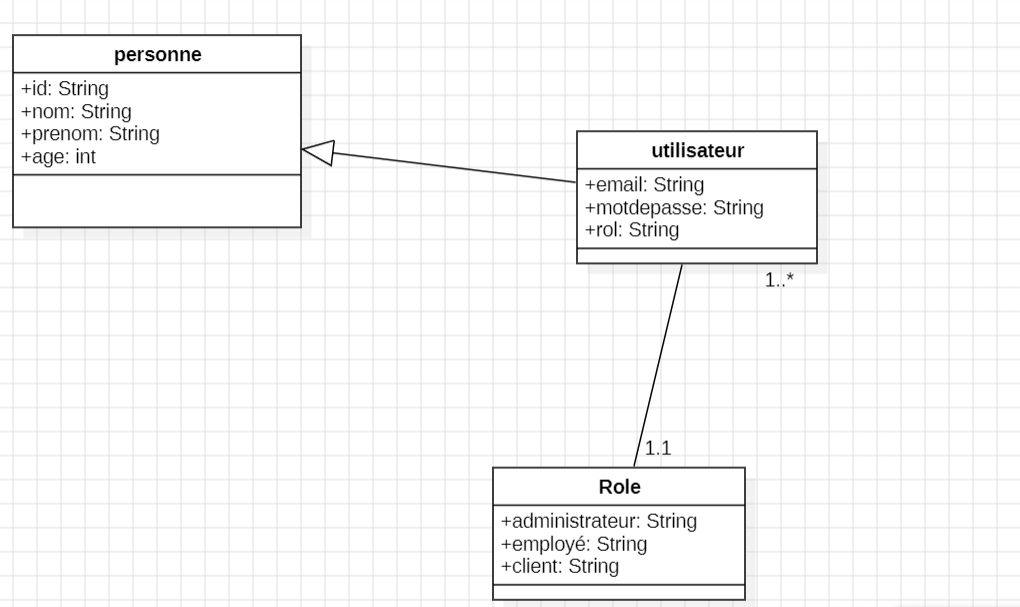 personne
+id: String
+nom: String
+prenom: String
+age: int
utilisateur
+email: String
+motdepasse: String
+rol: String
1..*
1.1
Role
+administrateur: String
+employé: String
+client: String